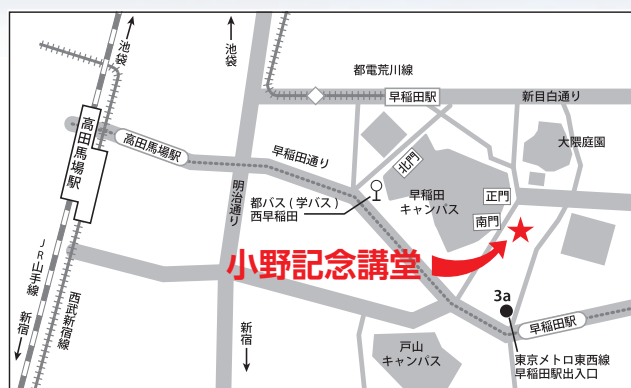 池袋
池袋
都電荒川線
早稲田駅
新目白通り
高田馬場駅
高田馬場駅
早稲田通り
北門
大隈庭園
明治通り
都バス(学バス)
西早稲田
早稲田
キャンパス
正門
南門
小野記念講堂
JR山手線
西武新宿線
新宿
新宿
3a
早稲田駅
戸山
キャンパス
東京メトロ東西線
早稲田駅出入口